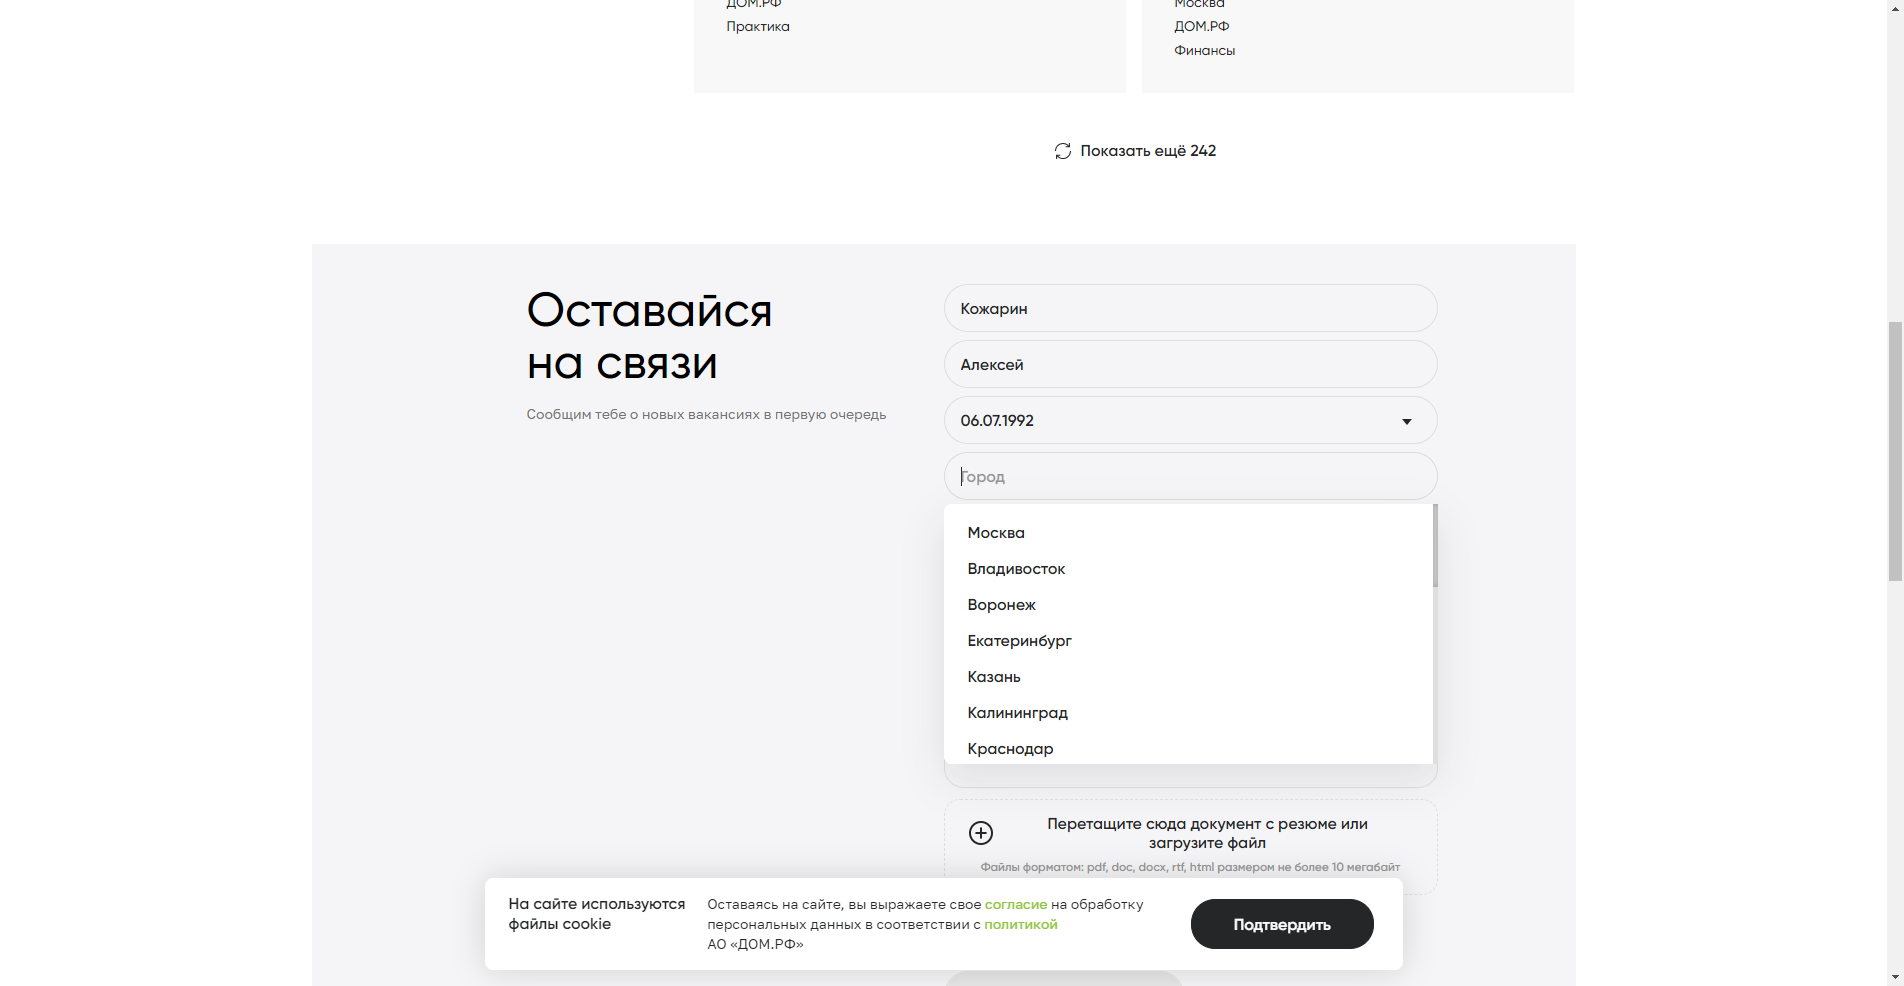 ДОМ.РФ
Практика
Москва
ДОМ.РФ
Финансы
Показать ещё 242
Оставайся
на связи
Сообщим тебе о новых вакансиях в первую очередь
Кожарин
Алексей
06.07.1992
Город
Москва
Владивосток
Воронеж
Екатеринбург
Казань
Калининград
Краснодар
Перетащите сюда документ с резюме или
загрузите файл
Файлы форматом: pdf, doc, docx, rtf, html размером не более 10 мегабайт
На сайте используются
файлы cookie
Оставаясь на сайте, вы выражаете свое согласие на обработку
персональных данных в соответствии с политикой
АО «ДОМ.РФ»
Подтвердить